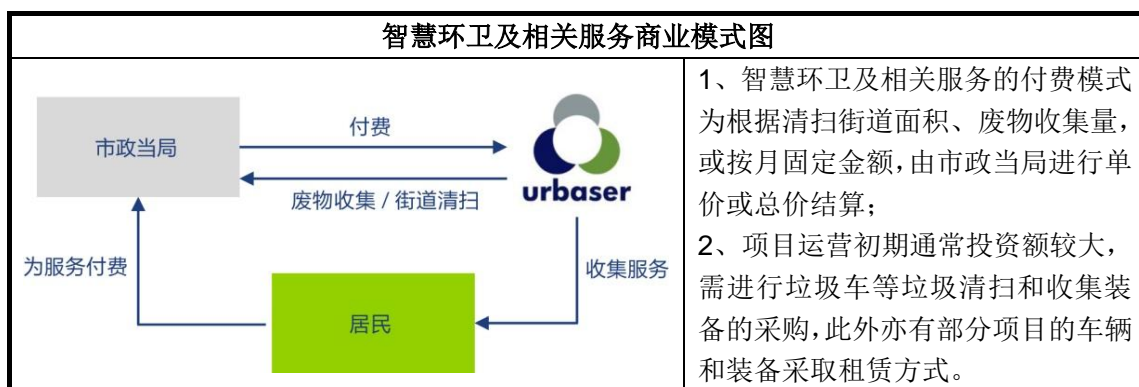 智慧环卫及相关服务商业模式图
市政当局
付费
废物收集 / 街道清扫
urbaser
为服务付费
收集服务
居民
1、智慧环卫及相关服务的付费模式
为根据清扫街道面积、废物收集量，
或按月固定金额，由市政当局进行单
价或总价结算；
2、项目运营初期通常投资额较大，
需进行垃圾车等垃圾清扫和收集装
备的采购，此外亦有部分项目的车辆
和装备采取租赁方式。